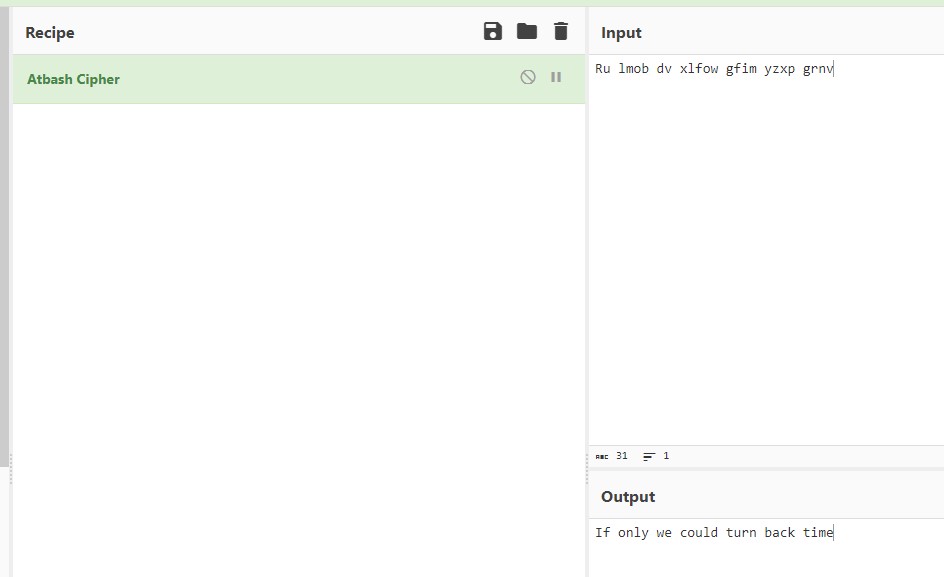 Recipe
Input
Atbash Cipher
Ru lmob dv xlfow gfim yzxp grnv
ABC 31 1
Output
If only we could turn back time